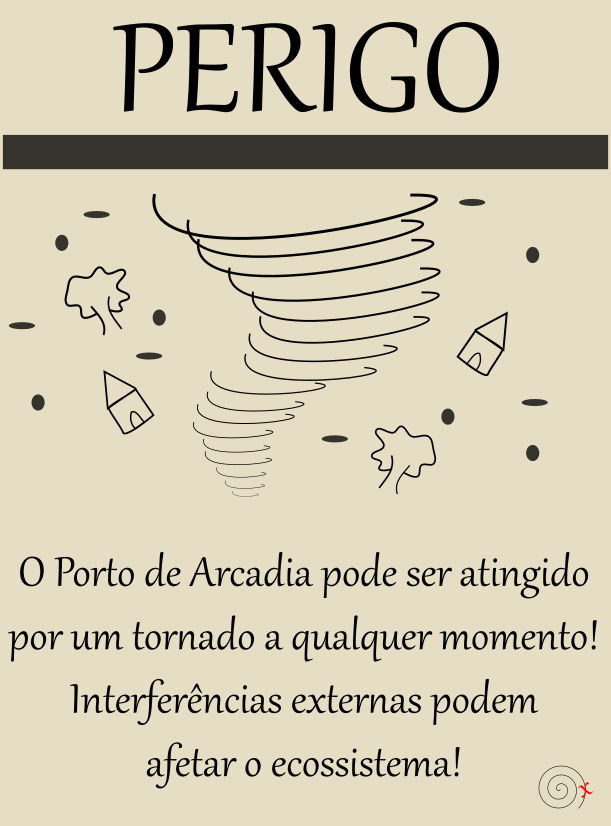 PERIGO
O Porto de Arcadia pode ser atingido
por um tornado a qualquer momento!
Interferências externas podem
afetar o ecossistema!
x